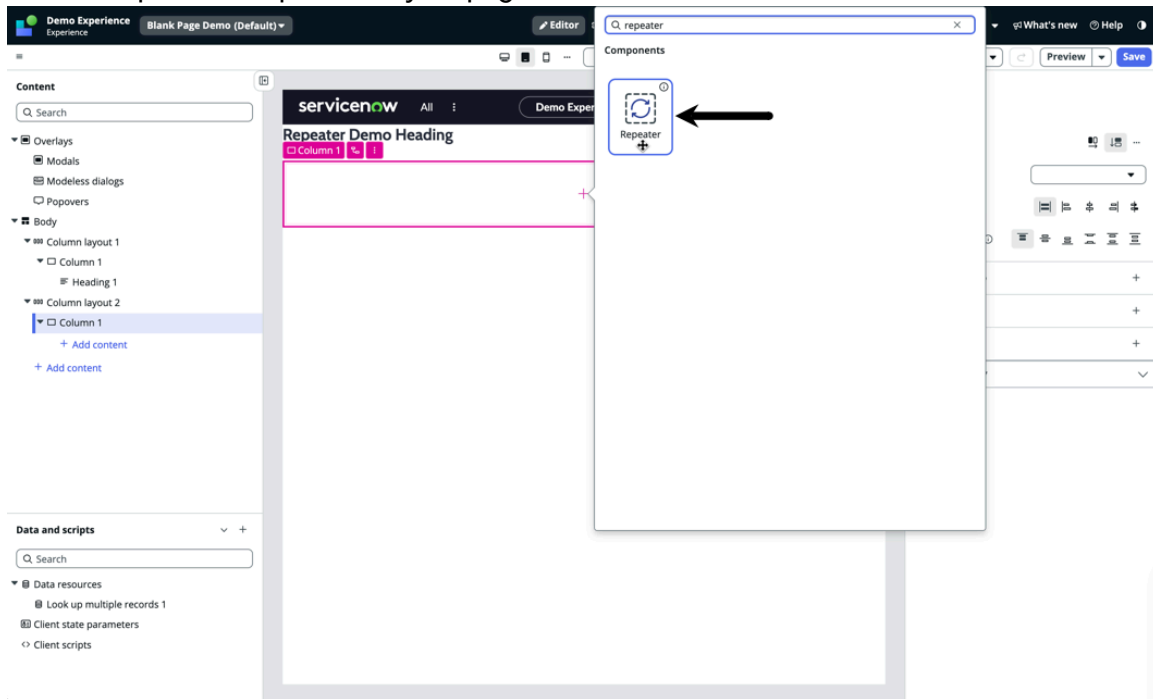 Demo Experience
Experience
Blank Page Demo (Default)
Editor
repeater
What's new
Help
Preview
Save
Content
Search
Overlays
Modals
Modeless dialogs
Popovers
Body
Column layout 1
Column 1
Heading 1
Column layout 2
Column 1
+ Add content
+ Add content
servicenow
All
Demo Exper
Repeater Demo Heading
Column 1
Components
Repeater
Data and scripts
Search
Data resources
Look up multiple records 1
Client state parameters
Client scripts